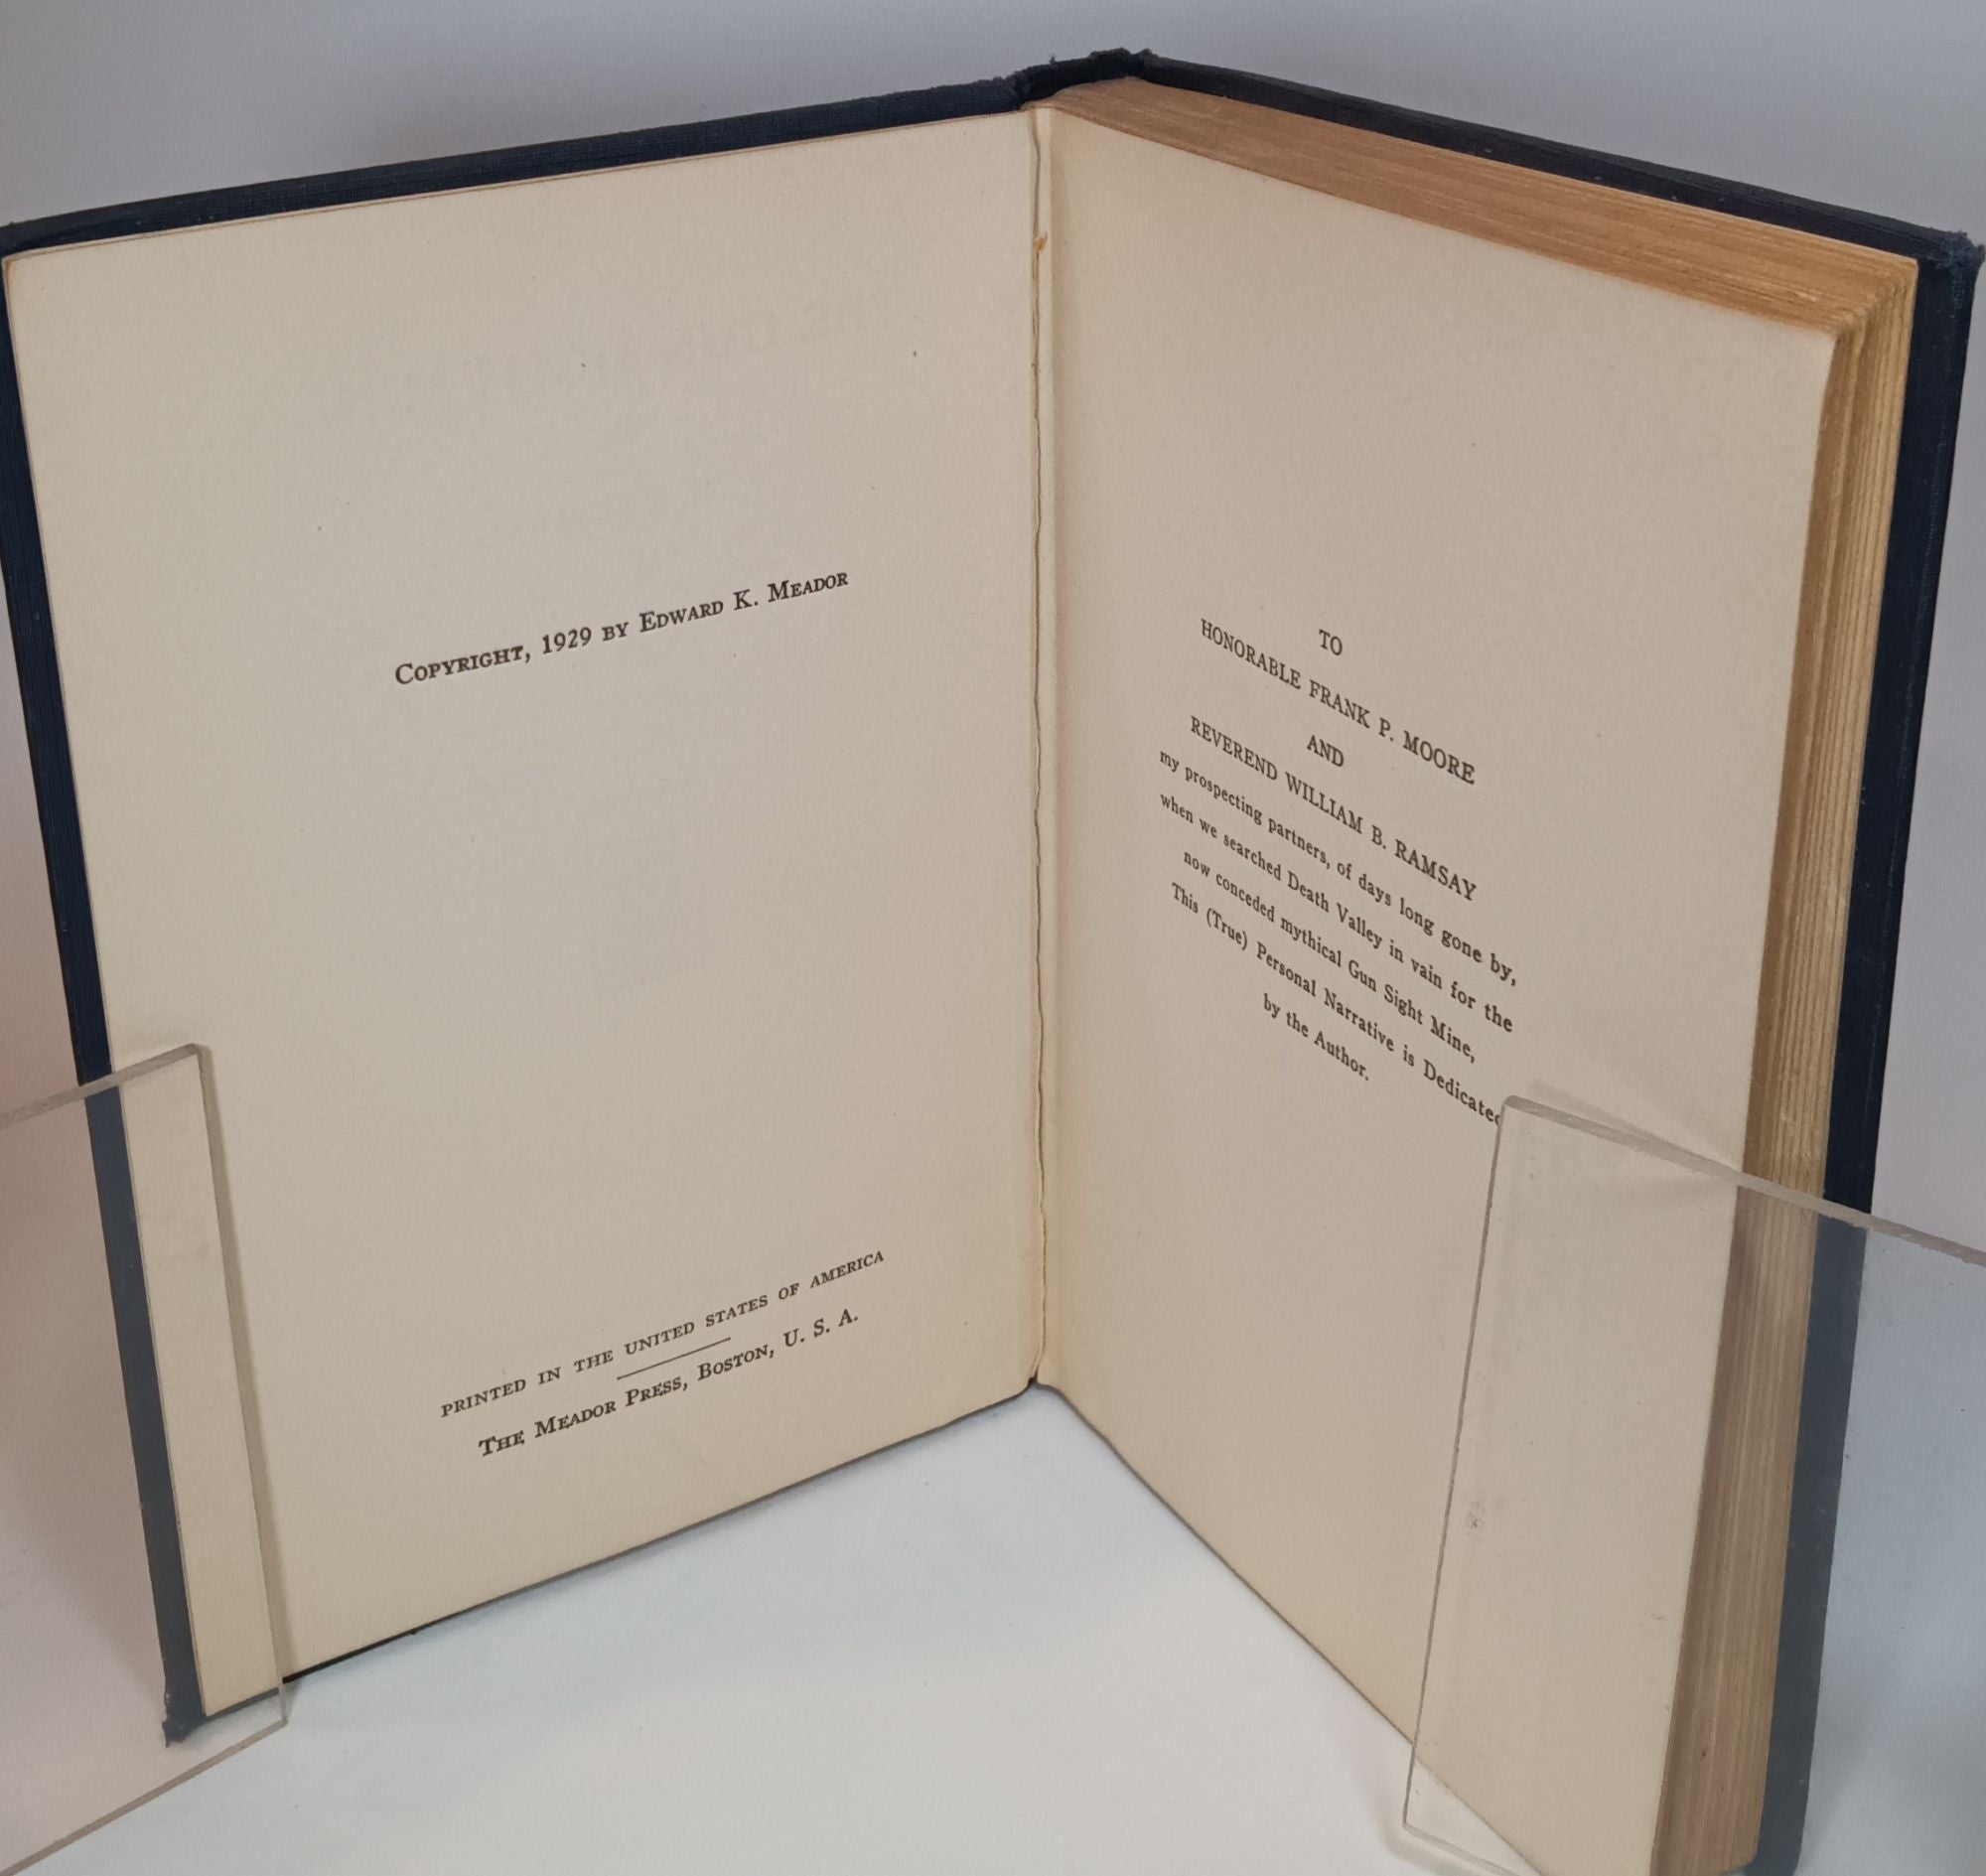 COPYRIGHT, 1929 BY EDWARD K. MEADOR
PRINTED IN THE UNITED STATES OF AMERICA
THE MEADOR PRESS, BOSTON, U. S. A.
TO
HONORABLE FRANK P. MOORE
AND
REVEREND WILLIAM B. RAMSAY
my prospecting partners, of days long gone by,
when we searched Death Valley in vain for the
now conceded mythical Gun Sight Mine,
This (True) Personal Narrative is Dedicated
by the Author.